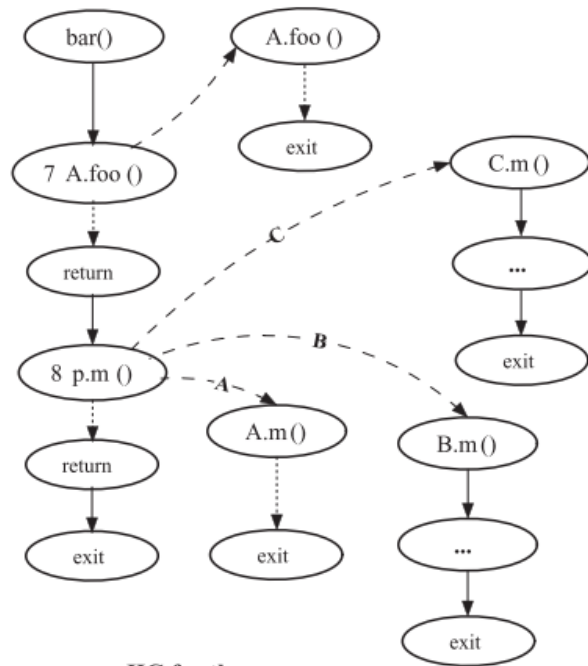 bar()
A.foo ()
exit
7 A.foo ()
C.m ()
C
return
...
B
exit
8 p.m ()
A
A.m ()
B.m ()
return
...
exit
exit
exit